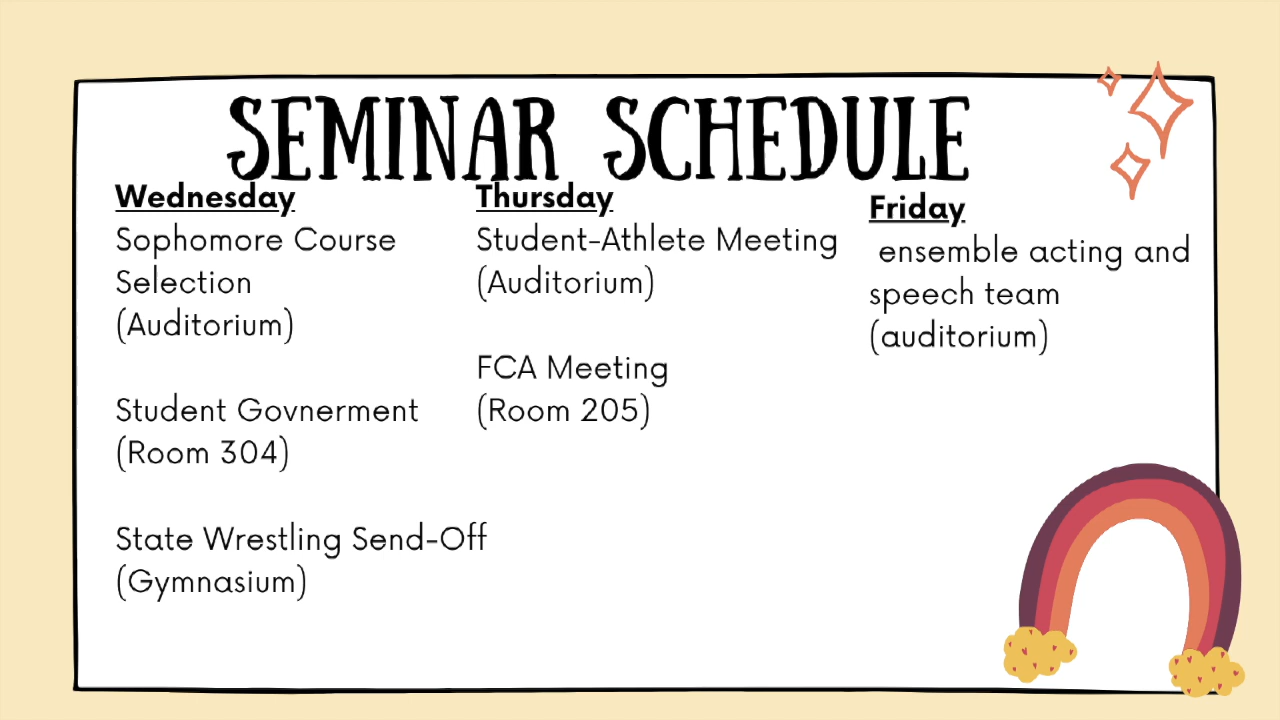 SEMINAR SCHEDULE
Wednesday
Sophomore Course
Selection
(Auditorium)
Student Govnerment
(Room 304)
State Wrestling Send-Off
(Gymnasium)
Thursday
Student-Athlete Meeting
(Auditorium)
FCA Meeting
(Room 205)
Friday
ensemble acting and
speech team
(auditorium)